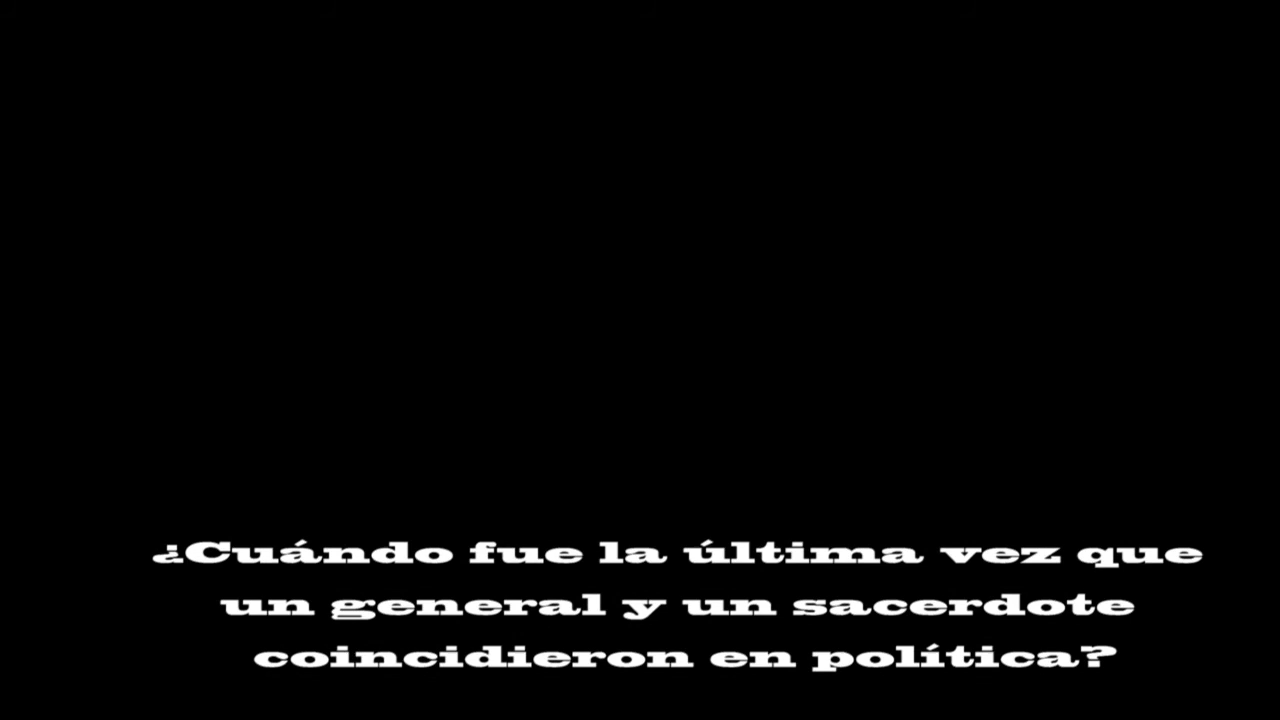 ¿Cuándo fue la última vez que
un general y un sacerdote
coincidieron en política?